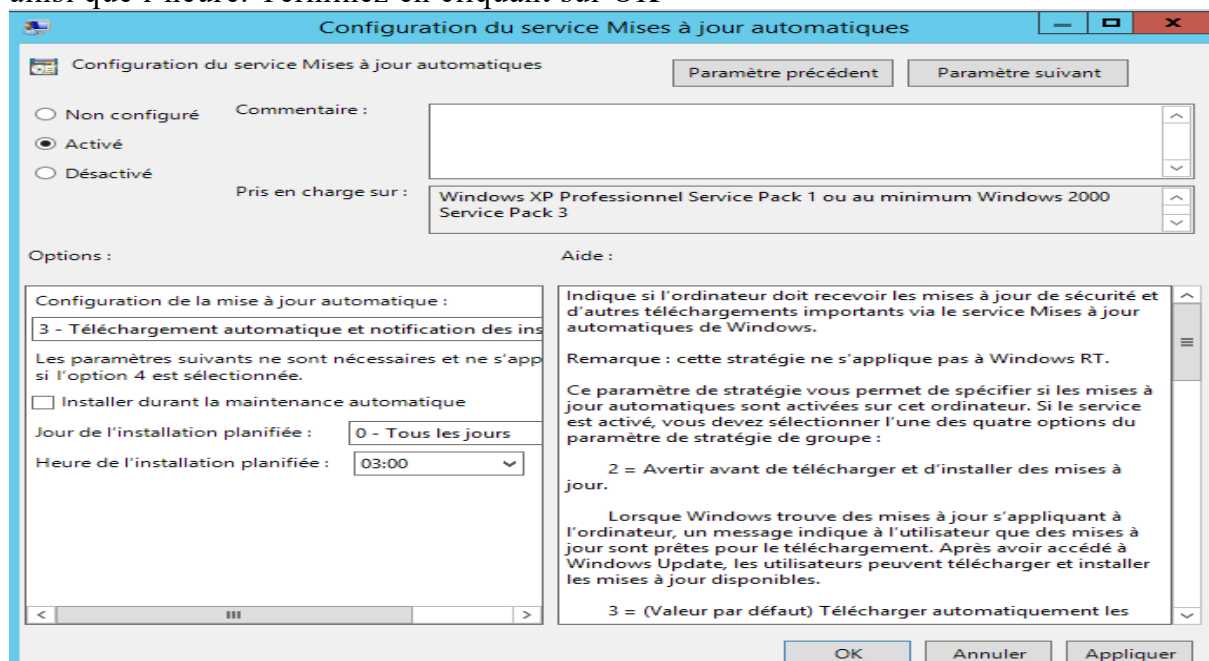 ainsi que l'heure. Terminez en cliquant sur OK
Configuration du service Mises à jour automatiques
Configuration du service Mises à jour automatiques
Paramètre précédent Paramètre suivant
Non configuré
Commentaire :
Activé
Désactivé
Pris en charge sur :
Windows XP Professionnel Service Pack 1 ou au minimum Windows 2000
Service Pack 3
Options :
Aide :
Configuration de la mise à jour automatique :
3 - Téléchargement automatique et notification des ins
Les paramètres suivants ne sont nécessaires et ne s'app
si l'option 4 est sélectionnée.
Installer durant la maintenance automatique
Jour de l'installation planifiée : 0 - Tous les jours
Heure de l'installation planifiée : 03:00
Indique si l'ordinateur doit recevoir les mises à jour de sécurité et
d'autres téléchargements importants via le service Mises à jour
automatiques de Windows.
Remarque : cette stratégie ne s'applique pas à Windows RT.
Ce paramètre de stratégie vous permet de spécifier si les mises à
jour automatiques sont activées sur cet ordinateur. Si le service
est activé, vous devez sélectionner l'une des quatre options du
paramètre de stratégie de groupe :
2 = Avertir avant de télécharger et d'installer des mises à
jour.
Lorsque Windows trouve des mises à jour s'appliquant à
l'ordinateur, un message indique à l'utilisateur que des mises à
jour sont prêtes pour le téléchargement. Après avoir accédé à
Windows Update, les utilisateurs peuvent télécharger et installer
les mises à jour disponibles.
3 = (Valeur par défaut) Télécharger automatiquement les
OK Annuler Appliquer